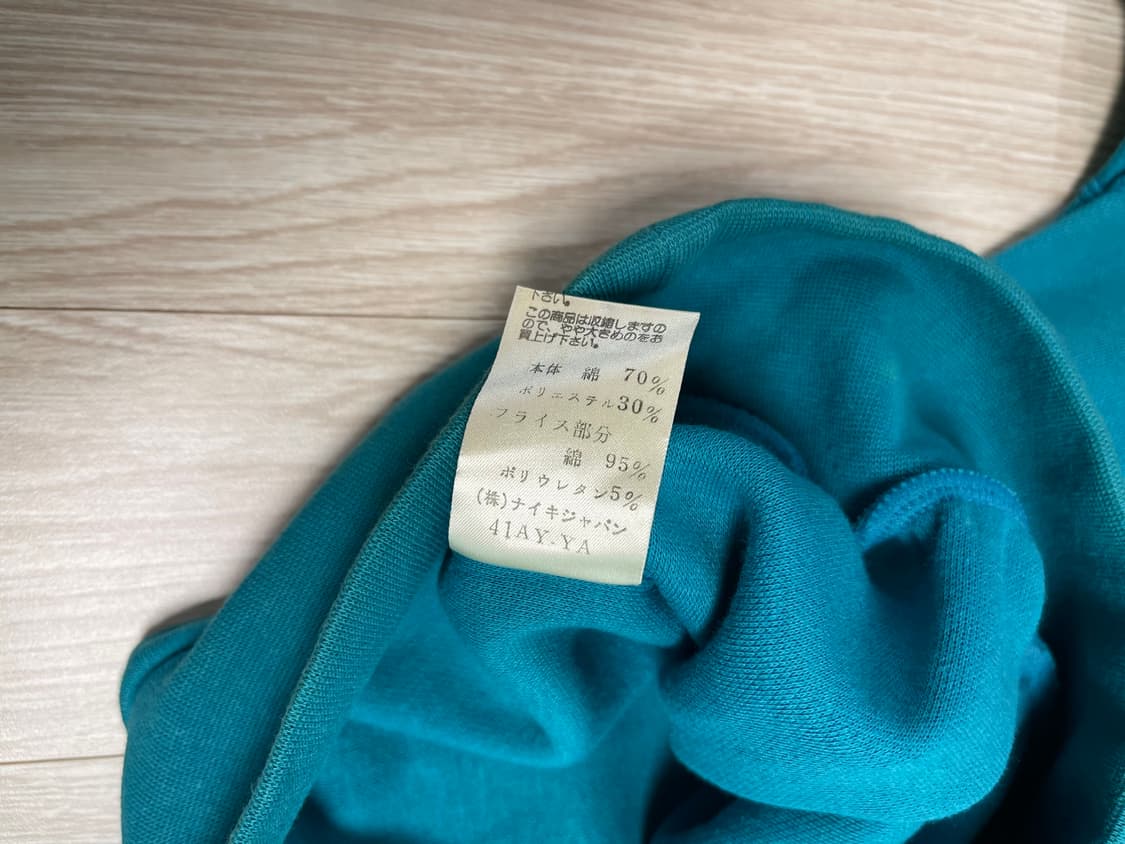 下さい。
この商品は収縮しますの
ので、やや大きめのをお
買上げ下さい。
本体 綿 70%
ポリエステル30%
フライス部分
綿 95%
ポリウレタン5%
(株)ナイキジャパン
41AY-YA